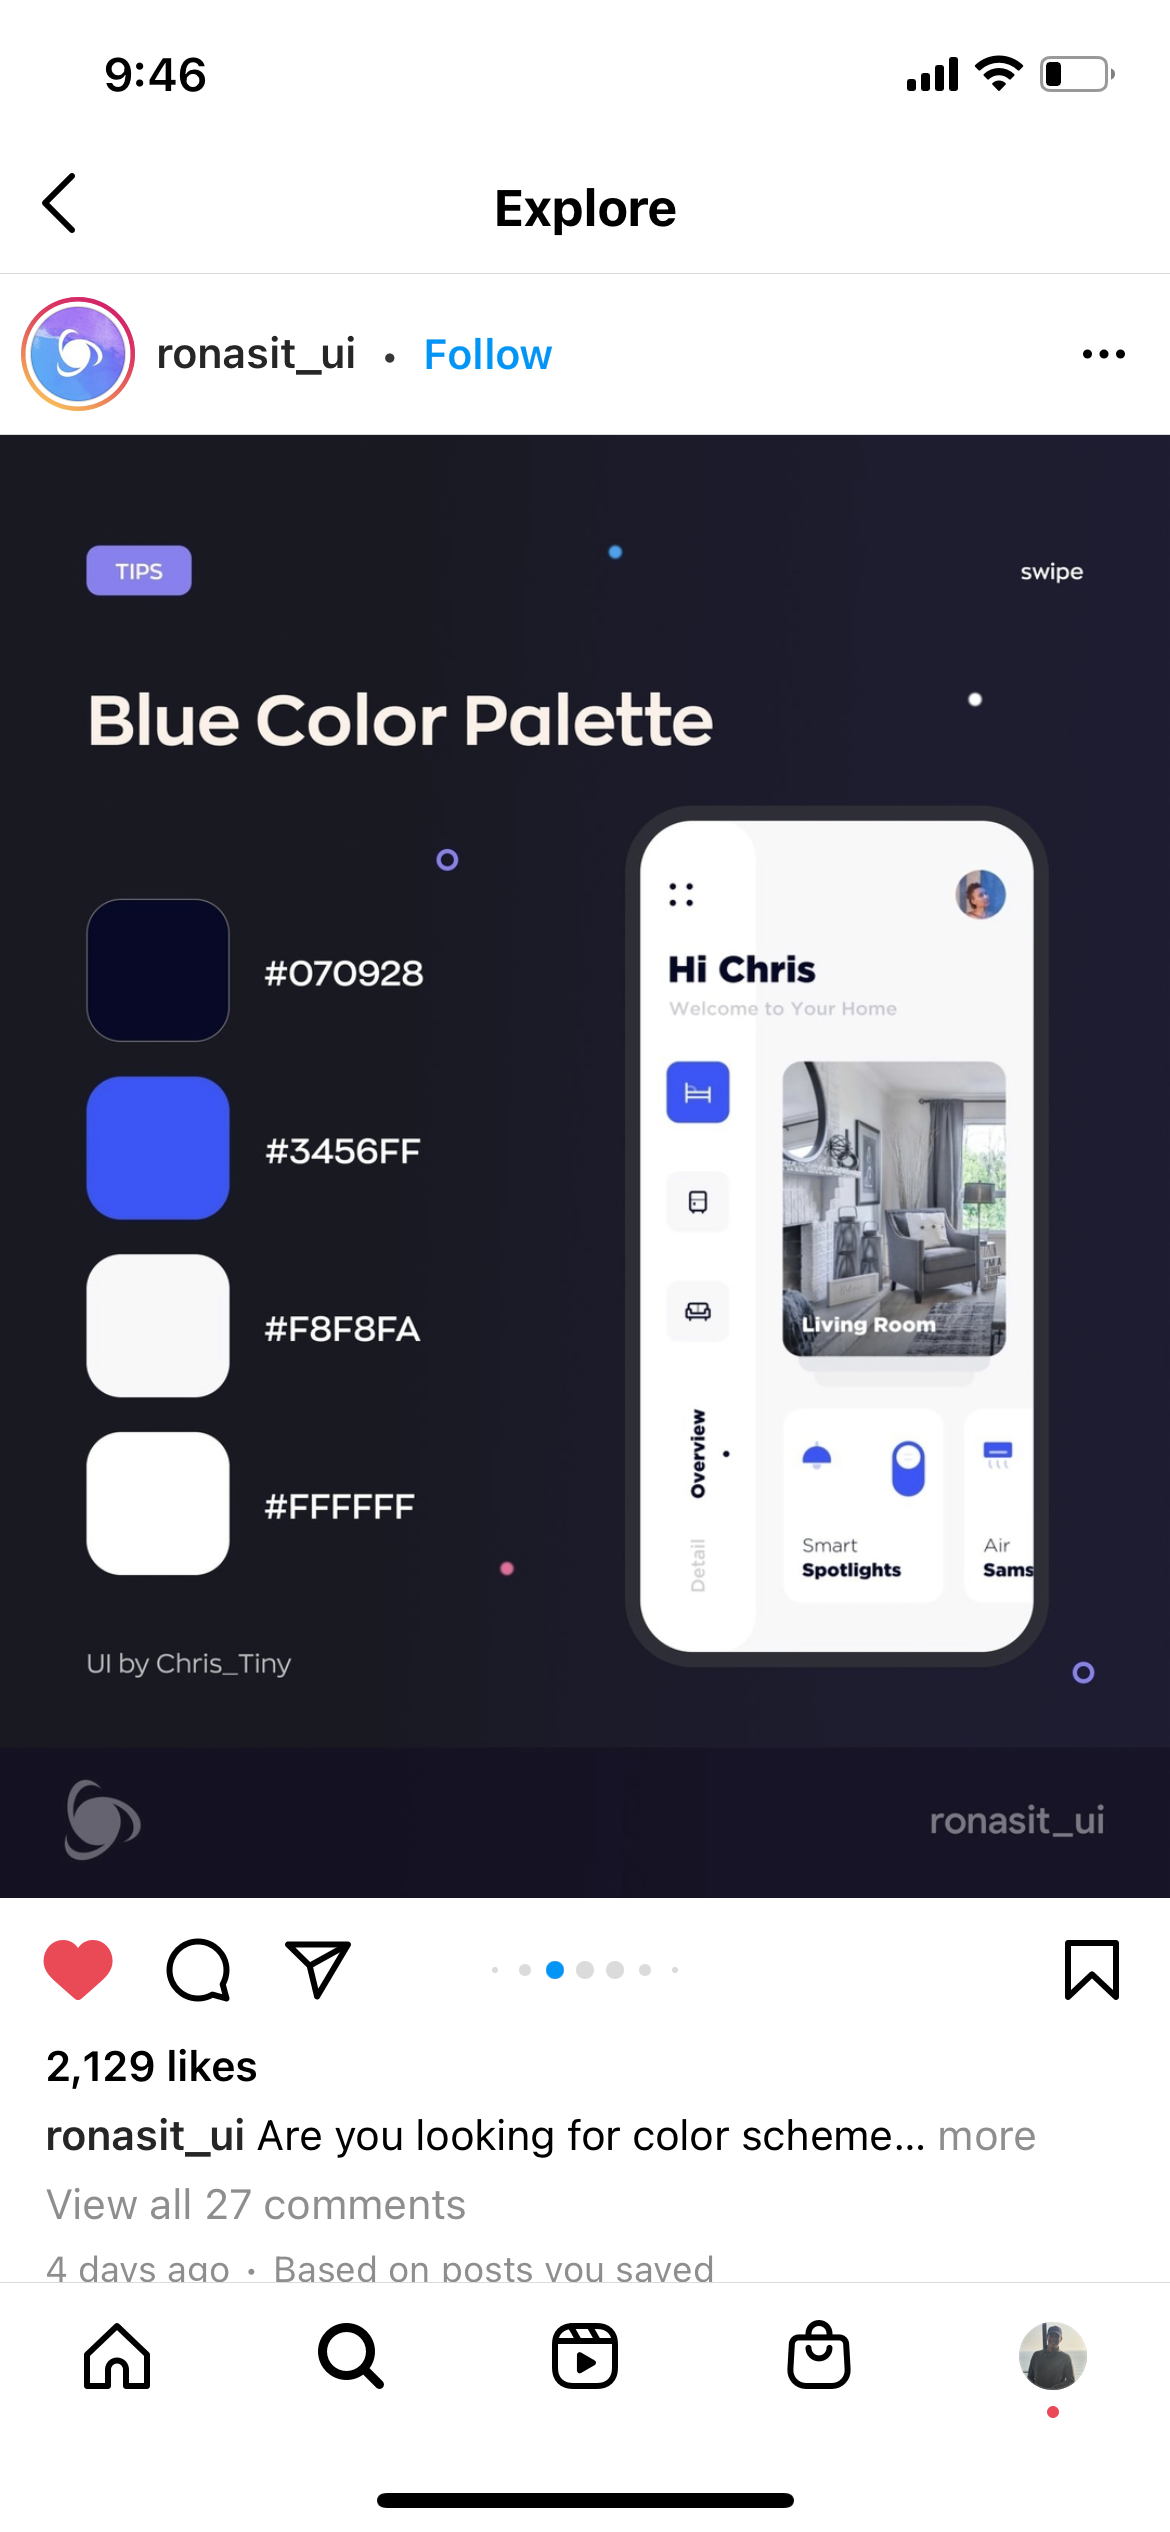 9:46
Explore
ronasit_ui • Follow
TIPS
swipe
Blue Color Palette
#070928
#3456FF
#F8F8FA
#FFFFFF
UI by Chris_Tiny
Hi Chris
Welcome to Your Home
Living Room
Overview
Detail
Smart
Spotlights
Air
Sams
ronasit_ui
2,129 likes
ronasit_ui Are you looking for color scheme... more
View all 27 comments
4 days ago • Based on posts you saved